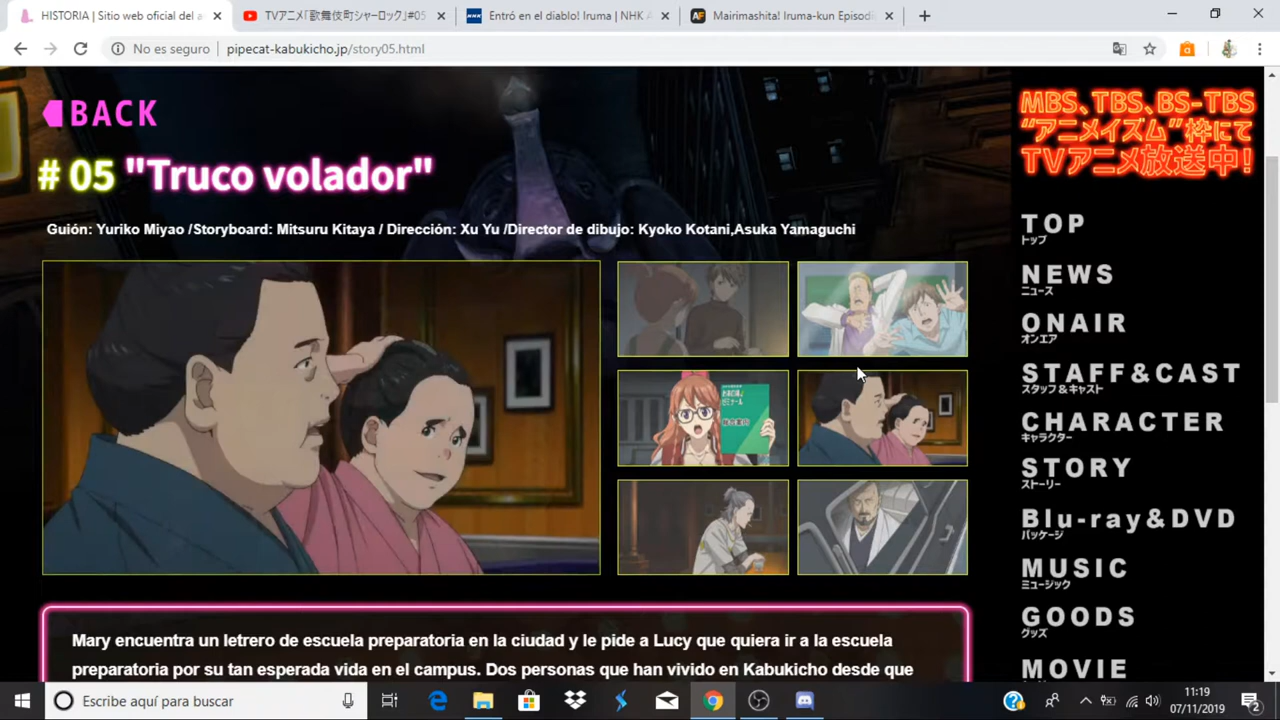 HISTORIA | Sitio web oficial del a
TVアニメ「歌舞伎町シャーロック」#05
Entró en el diablo! Iruma | NHK A
Mairimashita! Iruma-kun Episodi
No es seguro | pipecat-kabukicho.jp/story05.html
BACK
# 05 "Truco volador"
Guión: Yuriko Miyao /Storyboard: Mitsuru Kitaya / Dirección: Xu Yu /Director de dibujo: Kyoko Kotani,Asuka Yamaguchi
Mary encuentra un letrero de escuela preparatoria en la ciudad y le pide a Lucy que quiera ir a la escuela
preparatoria por su tan esperada vida en el campus. Dos personas que han vivido en Kabukicho desde que
MBS、TBS、BS-TBS
“アニメイズム”枠にて
TVアニメ放送中!
TOP
トップ
NEWS
ニュース
ONAIR
オンエア
STAFF&CAST
スタッフ&キャスト
CHARACTER
キャラクター
STORY
ストーリー
Blu-ray&DVD
パッケージ
MUSIC
ミュージック
GOODS
グッズ
MOVIE
Escribe aquí para buscar
11:19
07/11/2019
2